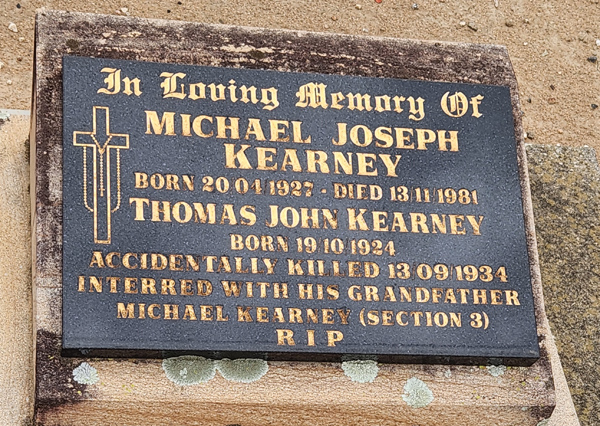 In Loving Memory Of
MICHAEL JOSEPH
KEARNEY
BORN 20·04·1927 · DIED 13·11·1981
THOMAS JOHN KEARNEY
BORN 19·10·1924
ACCIDENTALLY KILLED 13·09·1934
INTERRED WITH HIS GRANDFATHER
MICHAEL KEARNEY (SECTION 3)
R I P